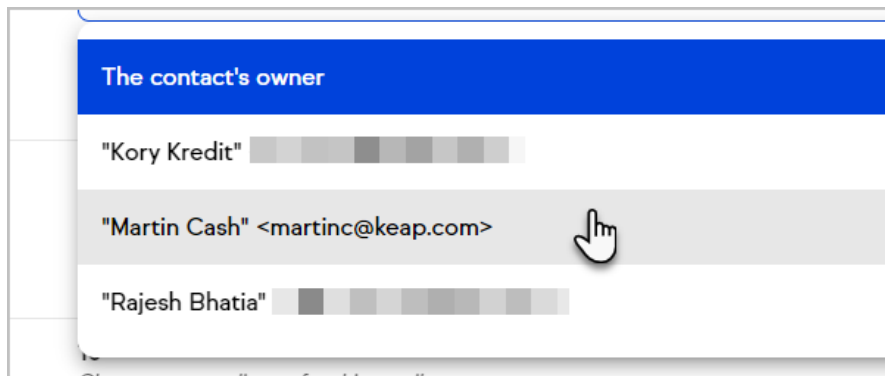 The contact's owner
"Kory Kredit"
"Martin Cash" <martinc@keap.com>
"Rajesh Bhatia"